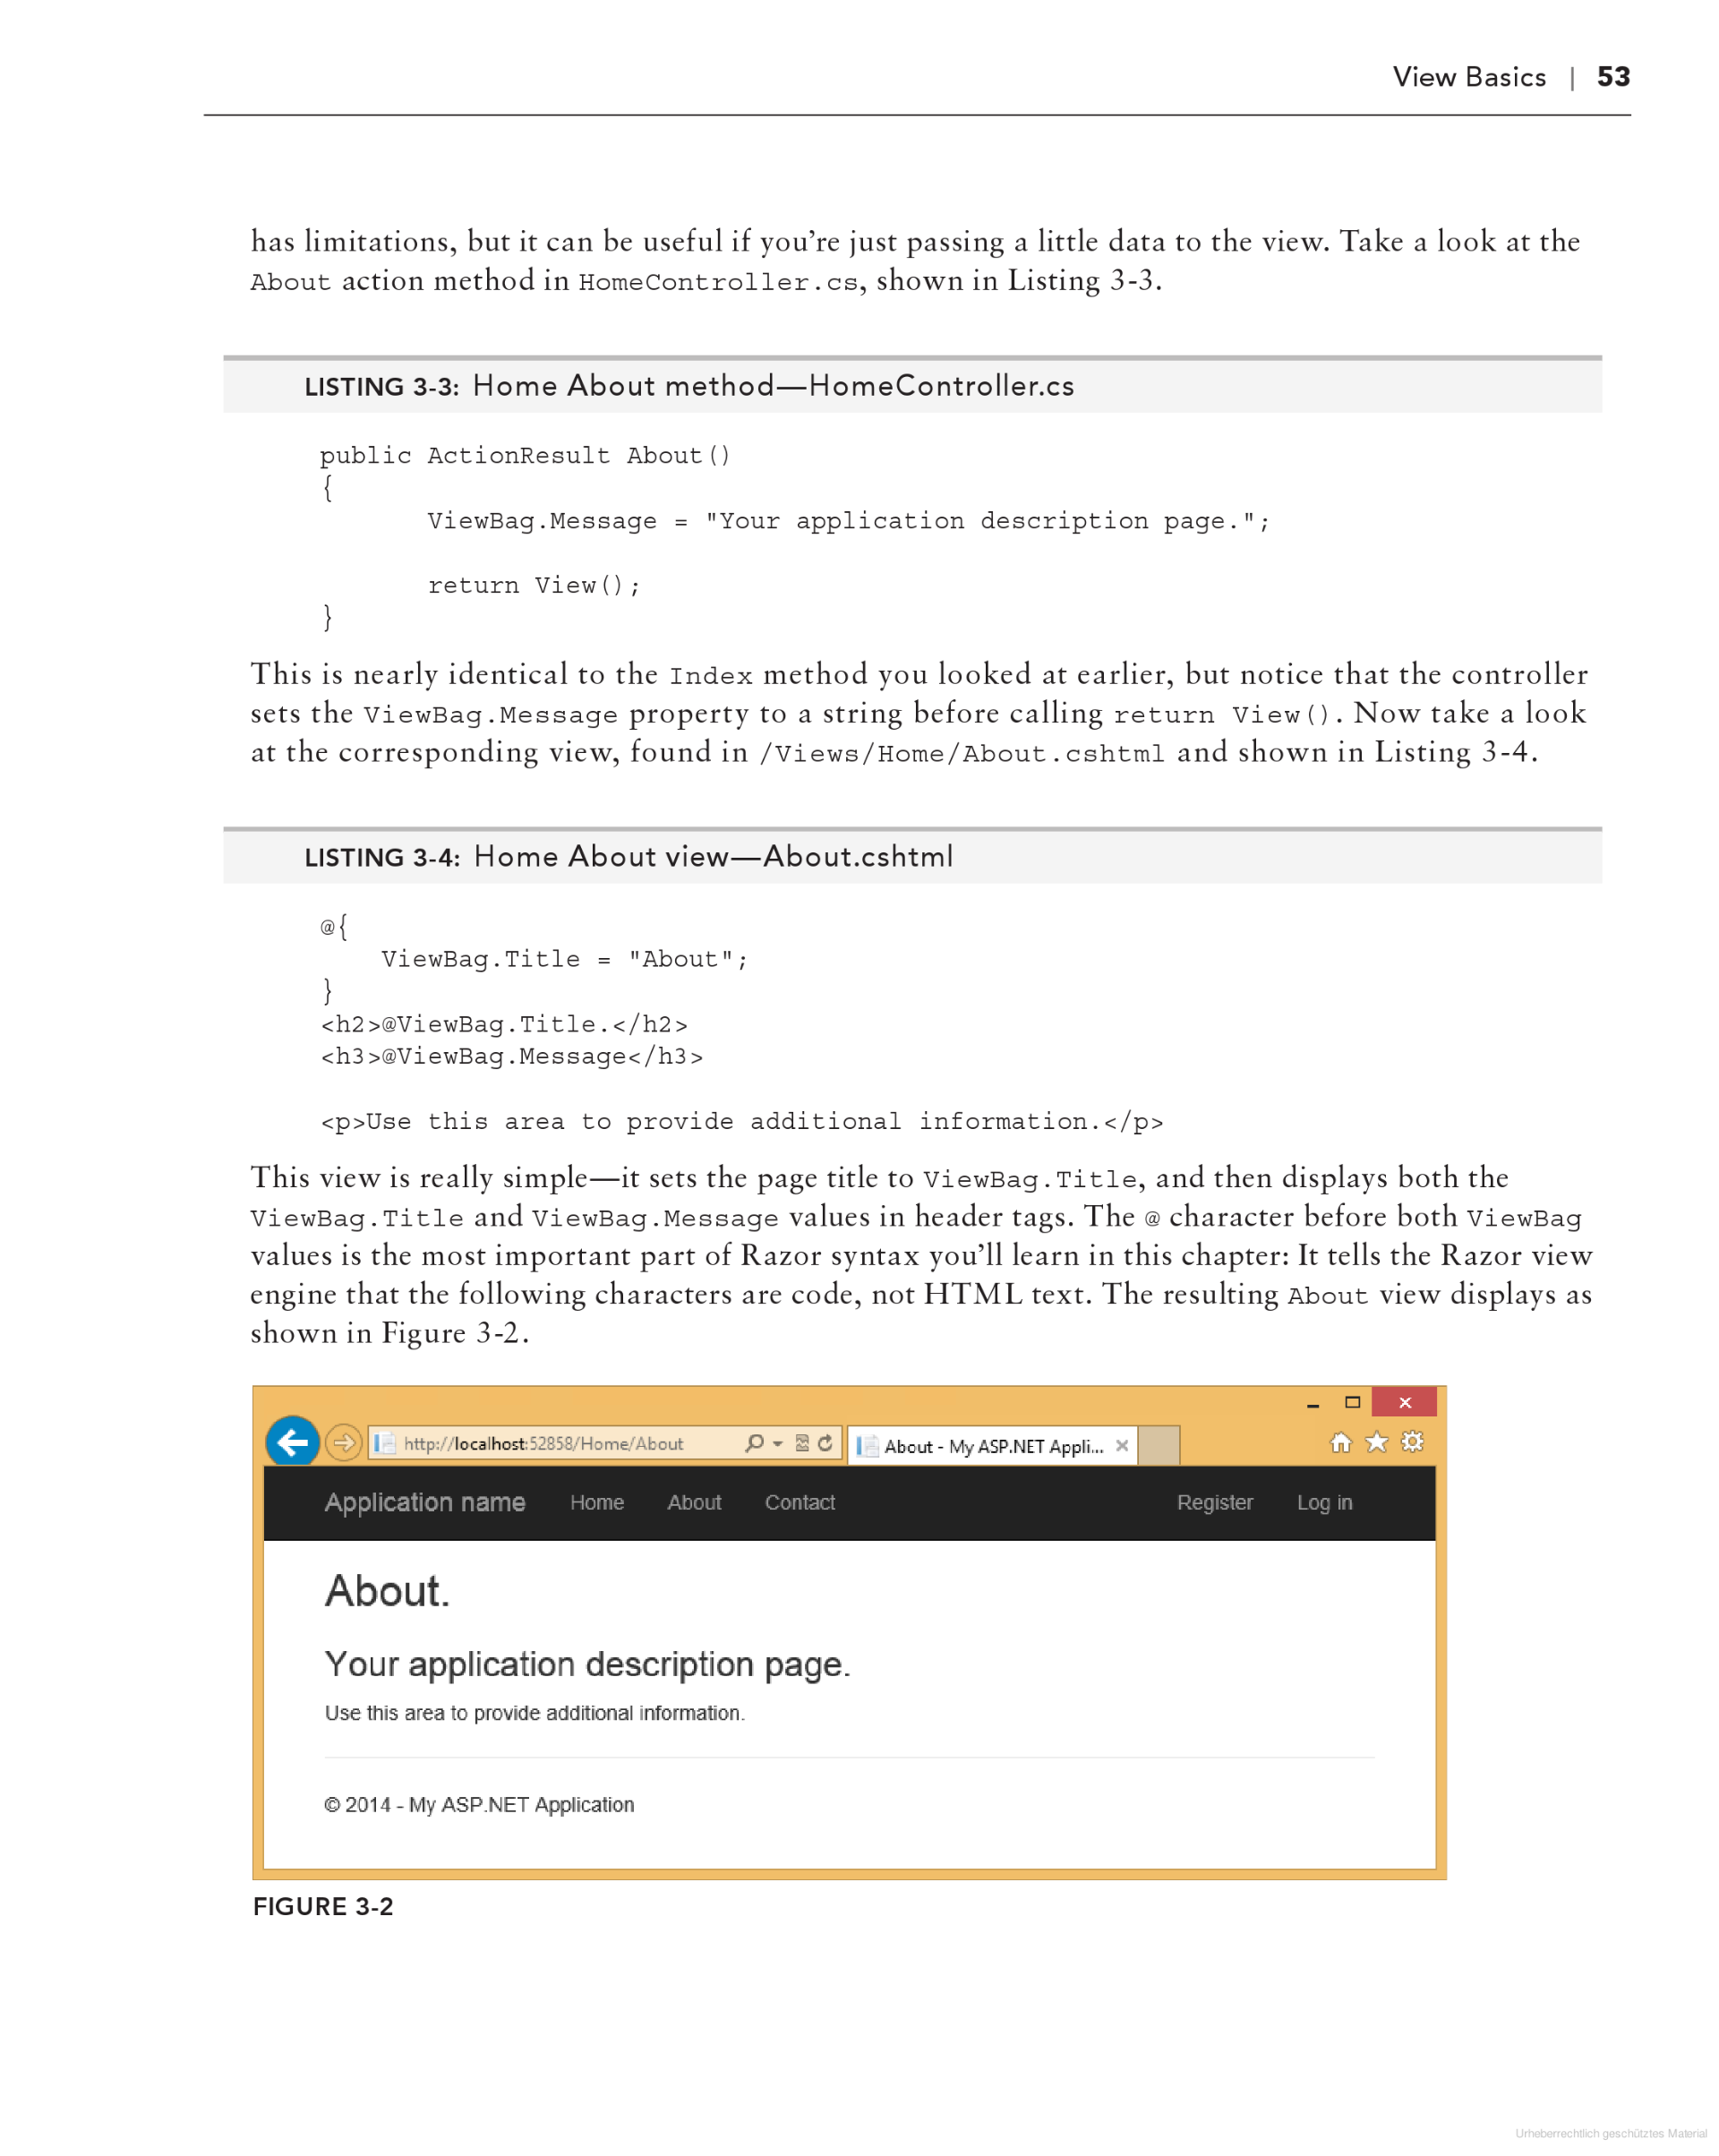 View Basics | 53
has limitations, but it can be useful if you’re just passing a little data to the view. Take a look at the
About action method in HomeController.cs, shown in Listing 3-3.
LISTING 3-3: Home About method—HomeController.cs
public ActionResult About()
{
ViewBag.Message = "Your application description page.";
return View();
}
This is nearly identical to the Index method you looked at earlier, but notice that the controller
sets the ViewBag.Message property to a string before calling return View(). Now take a look
at the corresponding view, found in /Views/Home/About.cshtml and shown in Listing 3-4.
LISTING 3-4: Home About view—About.cshtml
@{
ViewBag.Title = "About";
}
<h2>@ViewBag.Title.</h2>
<h3>@ViewBag.Message</h3>
<p>Use this area to provide additional information.</p>
This view is really simple—it sets the page title to ViewBag.Title, and then displays both the
ViewBag.Title and ViewBag.Message values in header tags. The @ character before both ViewBag
values is the most important part of Razor syntax you’ll learn in this chapter: It tells the Razor view
engine that the following characters are code, not HTML text. The resulting About view displays as
shown in Figure 3-2.
http://localhost:52858/Home/About About - My ASP.NET Appli...
Application name Home About Contact Register Log in
About.
Your application description page.
Use this area to provide additional information.
© 2014 - My ASP.NET Application
FIGURE 3-2
Urheberrechtlich geschütztes Material